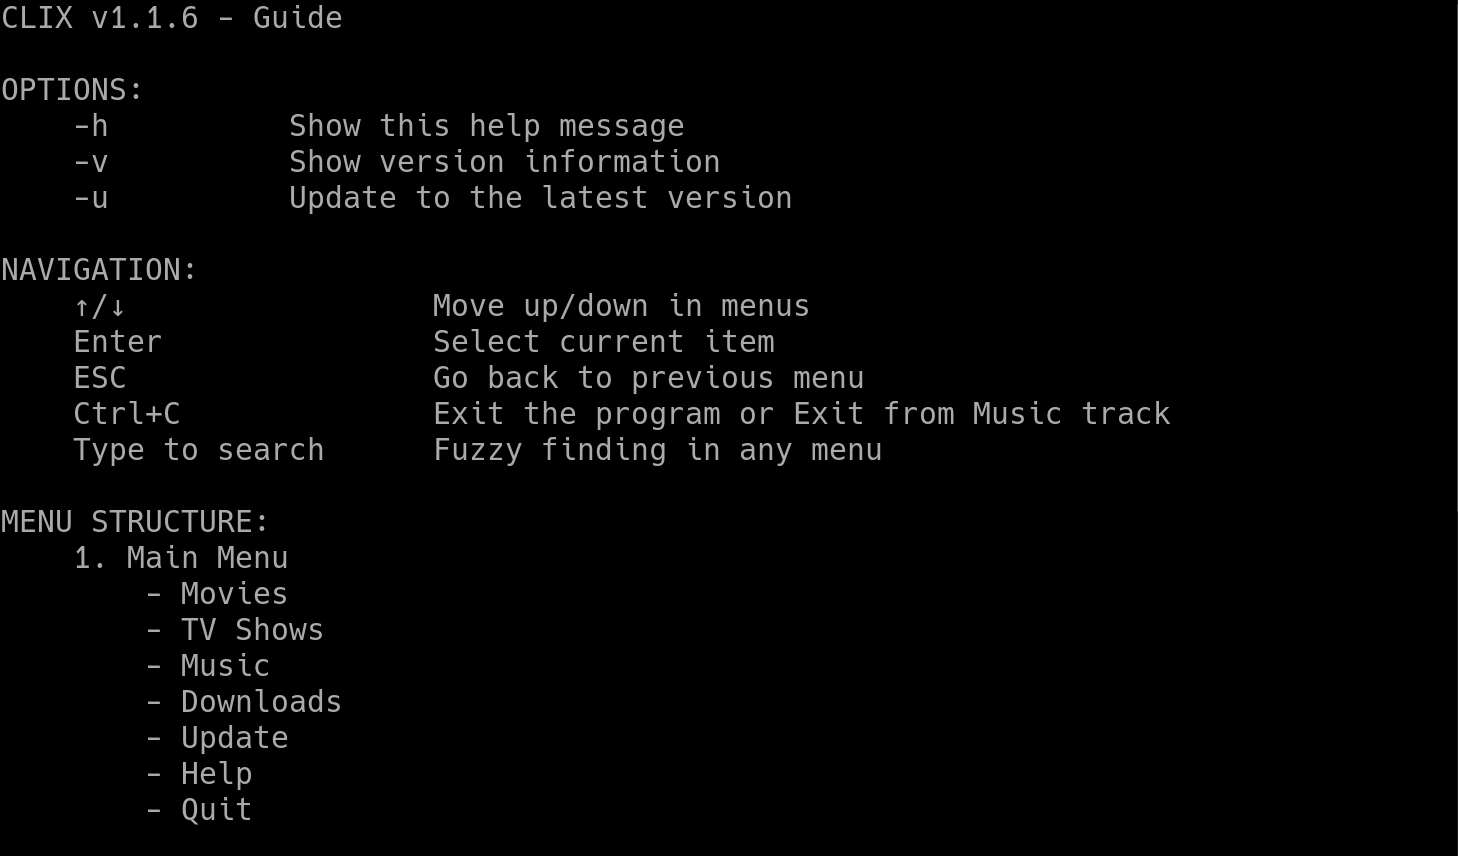 CLIX v1.1.6 - Guide

OPTIONS:
    -h          Show this help message
    -v          Show version information
    -u          Update to the latest version

NAVIGATION:
    ↑/↓                 Move up/down in menus
    Enter               Select current item
    ESC                 Go back to previous menu
    Ctrl+C              Exit the program or Exit from Music track
    Type to search      Fuzzy finding in any menu

MENU STRUCTURE:
    1. Main Menu
        - Movies
        - TV Shows
        - Music
        - Downloads
        - Update
        - Help
        - Quit